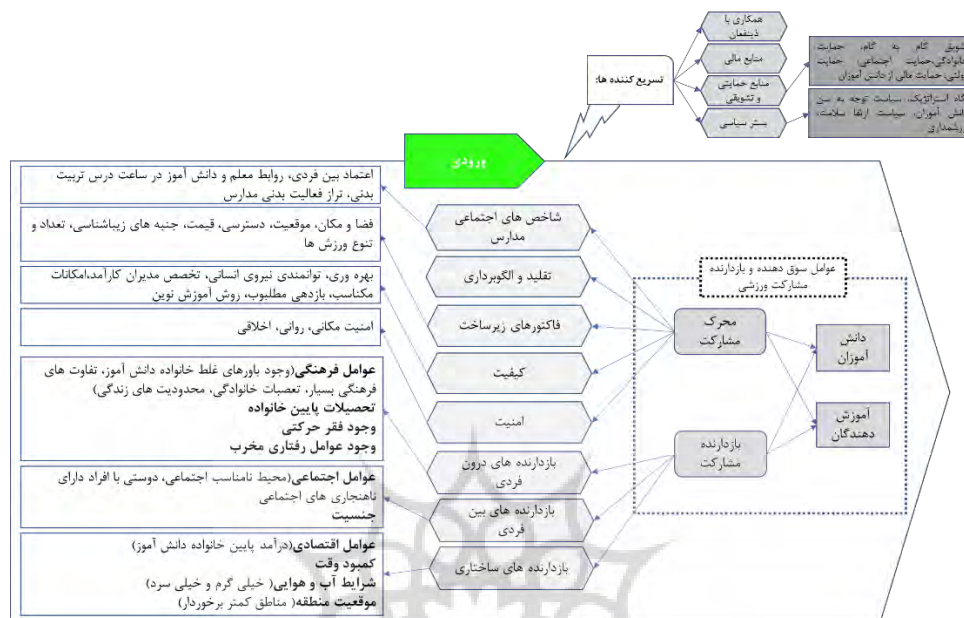 همکاری با
ذینفعان
منابع مالی
منابع حمایتی
و تشویقی
بستر سیاسی
تسریع کننده ها:
تشویق گام به گام، حمایت
خانوادگی،حمایت اجتماعی، حمایت
دولتی، حمایت مالی از دانش آموزان
نگاه استراتژیک، سیاست توجه به سن
دانش آموزان، سیاست ارتقا سلامت،
ورودی
عوامل سوق دهنده و بازدارنده
مشارکت ورزشی
دانش
آموزان
آموزش
دهندگان
محرک
مشارکت
بازدارنده
مشارکت
شاخص های اجتماعی
مدارس
تقلید و الگوبرداری
فاکتورهای زیرساخت
کیفیت
امنیت
بازدارنده های درون
فردی
بازدارنده های بین
فردی
بازدارنده های ساختاری
اعتماد بین فردی، روابط معلم و دانش آموز در ساعت درس تربیت
بدنی، تراز فعالیت بدنی مدارس
فضا و مکان، موقعیت، دسترسی، قیمت، جنبه های زیباشناسی، تعداد و
تنوع ورزش ها
بهره وری، توانمندی نیروی انسانی، تخصص مدیران کارآمد،امکانات
مکناسب، بازدهی مطلوب، روش آموزش نوین
امنیت مکانی، روانی، اخلاقی
عوامل فرهنگی(وجود باورهای غلط خانواده دانش آموز، تفاوت های
فرهنگی بسیار، تعصبات خانوادگی، محدودیت های زندگی)
تحصیلات پایین خانواده
وجود فقر حرکتی
وجود عوامل رفتاری مخرب
عوامل اجتماعی(محیط نامناسب اجتماعی، دوستی با افراد دارای
ناهنجاری های اجتماعی
جنسیت
عوامل اقتصادی(درآمد پایین خانواده دانش آموز)
کمبود وقت
شرایط آب و هوایی( خیلی گرم و خیلی سرد)
موقعیت منطقه( مناطق کمتر برخوردار)